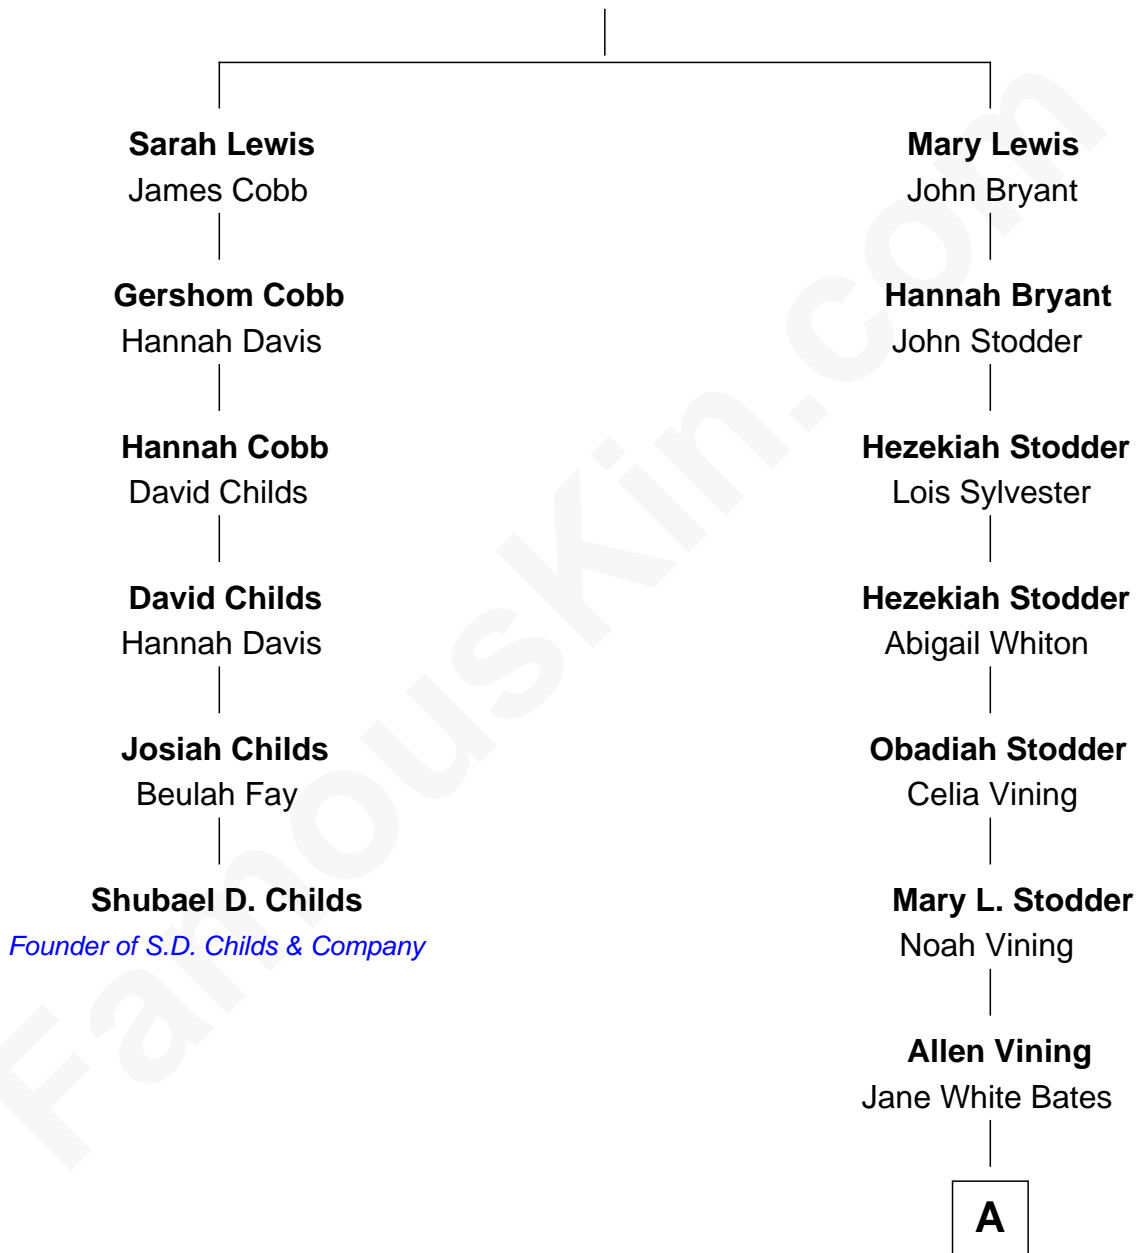 Sarah Lewis
James Cobb
Gershom Cobb
Hannah Davis
Hannah Cobb
David Childs
David Childs
Hannah Davis
Josiah Childs
Beulah Fay
Shubael D. Childs
Founder of S.D. Childs & Company
Mary Lewis
John Bryant
Hannah Bryant
John Stodder
Hezekiah Stodder
Lois Sylvester
Hezekiah Stodder
Abigail Whiton
Obadiah Stodder
Celia Vining
Mary L. Stodder
Noah Vining
Allen Vining
Jane White Bates
A
FamousKin.com